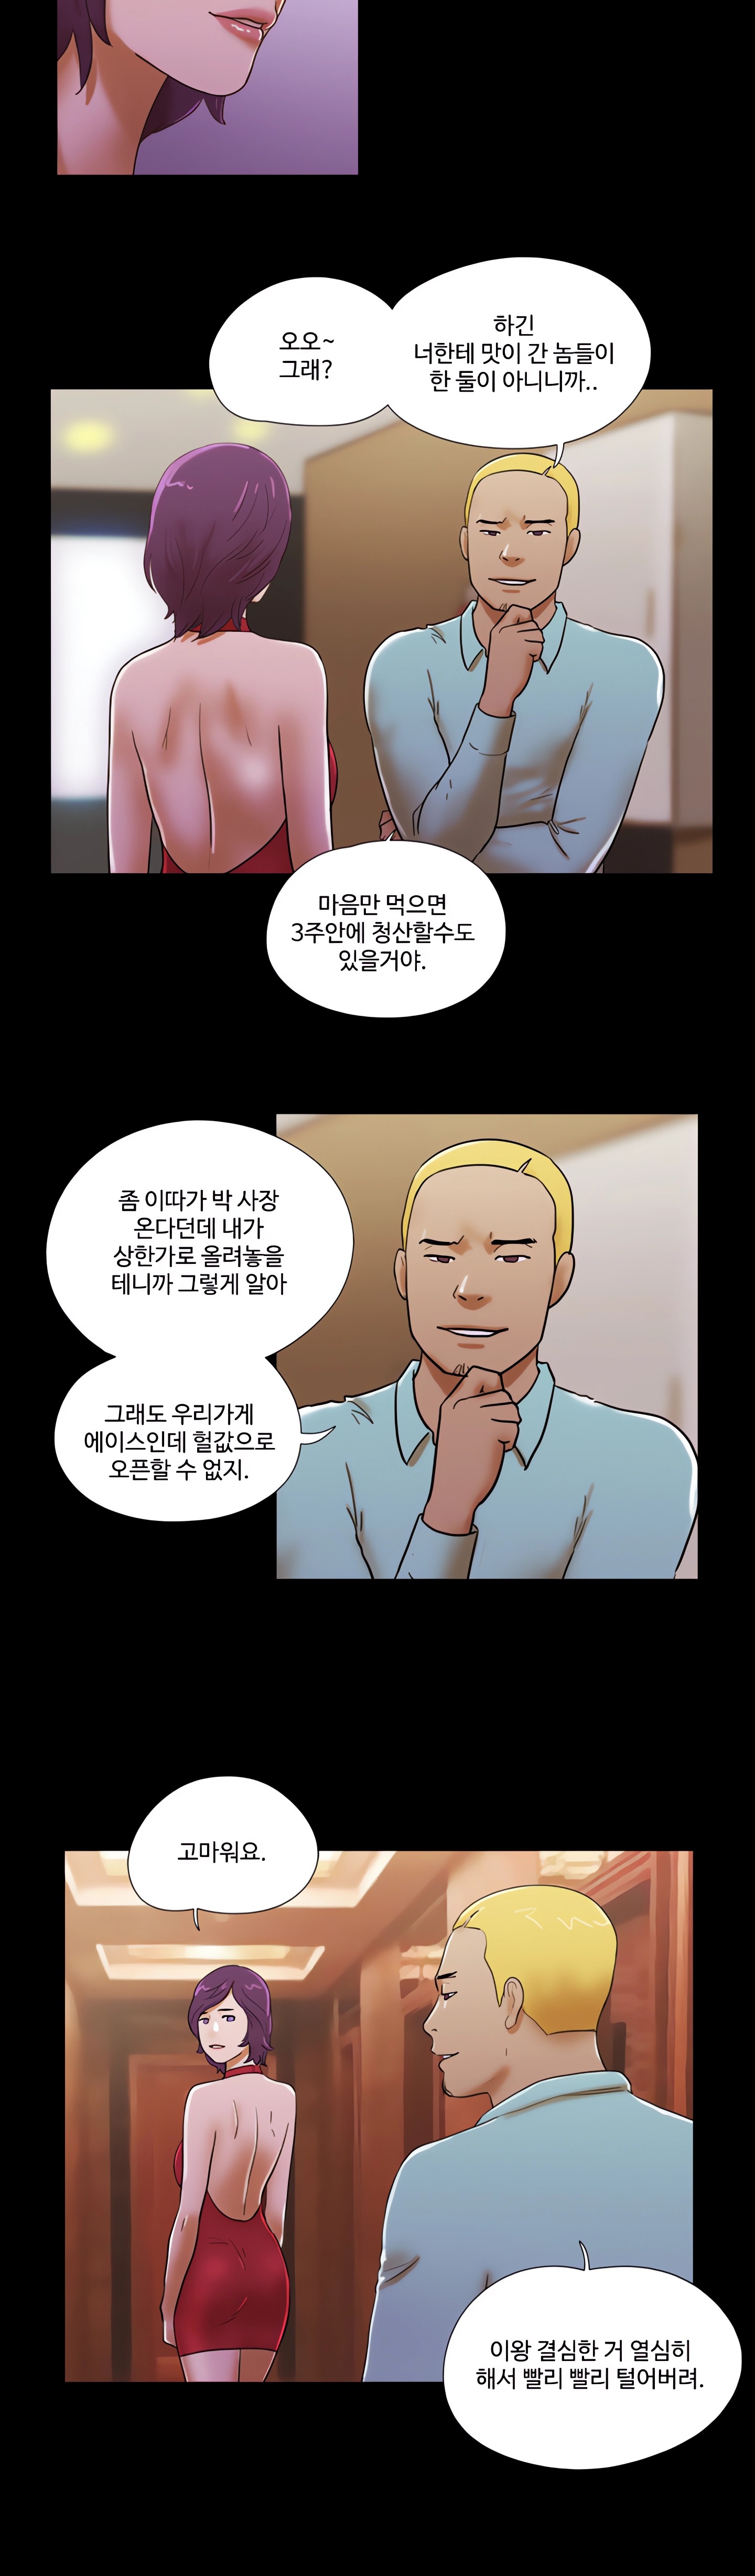 오오~
그래?
하긴
너한테 맛이 간 놈들이
한 둘이 아니니까..
마음만 먹으면
3주안에 청산할수도
있을거야.
좀 이따가 박 사장
온다던데 내가
상한가로 올려놓을
테니까 그렇게 알아
그래도 우리가게
에이스인데 헐값으로
오픈할 수 없지.
고마워요.
이왕 결심한 거 열심히
해서 빨리 빨리 털어버려.